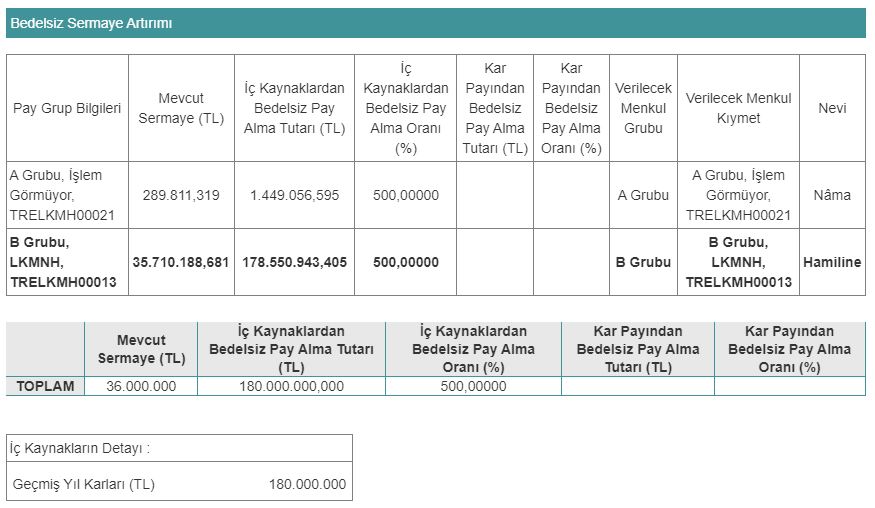 Bedelsiz Sermaye Artırımı
Pay Grup Bilgileri
Mevcut
Sermaye (TL)
İç Kaynaklardan
Bedelsiz Pay
Alma Tutarı (TL)
İç
Kaynaklardan
Bedelsiz Pay
Alma Oranı
(%)
Kar
Payından
Bedelsiz
Pay Alma
Tutarı (TL)
Kar
Payından
Bedelsiz
Pay Alma
Oranı (%)
Verilecek
Menkul
Grubu
Verilecek Menkul
Kıymet
Nevi
A Grubu, İşlem
Görmüyor,
TRELKMH00021
289.811,319
1.449.056,595
500,00000
A Grubu
A Grubu, İşlem
Görmüyor,
TRELKMH00021
Nâma
B Grubu,
LKMNH,
TRELKMH00013
35.710.188,681
178.550.943,405
500,00000
B Grubu
B Grubu,
LKMNH,
TRELKMH00013
Hamiline
Mevcut
Sermaye (TL)
İç Kaynaklardan
Bedelsiz Pay Alma Tutarı
(TL)
İç Kaynaklardan
Bedelsiz Pay Alma
Oranı (%)
Kar Payından
Bedelsiz Pay Alma
Tutarı (TL)
Kar Payından
Bedelsiz Pay Alma
Oranı (%)
TOPLAM
36.000.000
180.000.000,000
500,00000
İç Kaynakların Detayı :
Geçmiş Yıl Karları (TL)
180.000.000